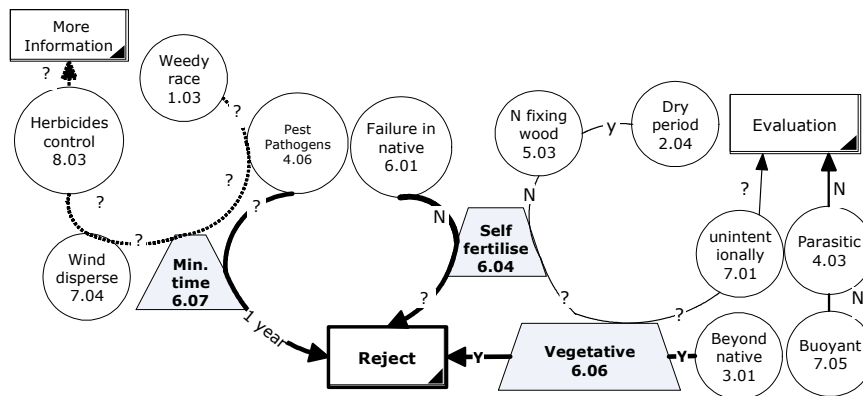 More
Information
?
Weedy
race
1.03
?
Herbicides
control
8.03
?
?
?
Wind
disperse
7.04
Pest
Pathogens
4.06
?
Min.
time
6.07
1 year
Failure in
native
6.01
N
Self
fertilise
6.04
?
Reject
N fixing
wood
5.03
y
Dry
period
2.04
N
?
?
Vegetative
6.06
Y
Y
Beyond
native
3.01
unintent
ionally
7.01
?
Evaluation
N
Parasitic
4.03
N
Buoyant
7.05